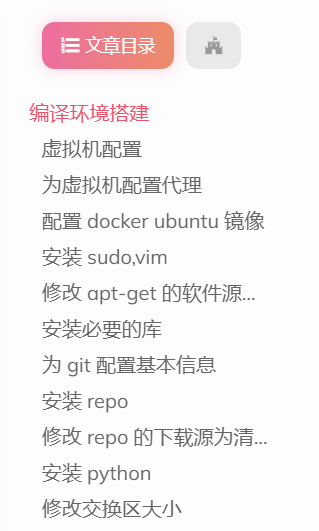 文章目录
编译环境搭建
虚拟机配置
为虚拟机配置代理
配置 docker ubuntu 镜像
安装 sudo,vim
修改 apt-get 的软件源...
安装必要的库
为 git 配置基本信息
安装 repo
修改 repo 的下载源为清...
安装 python
修改交换区大小